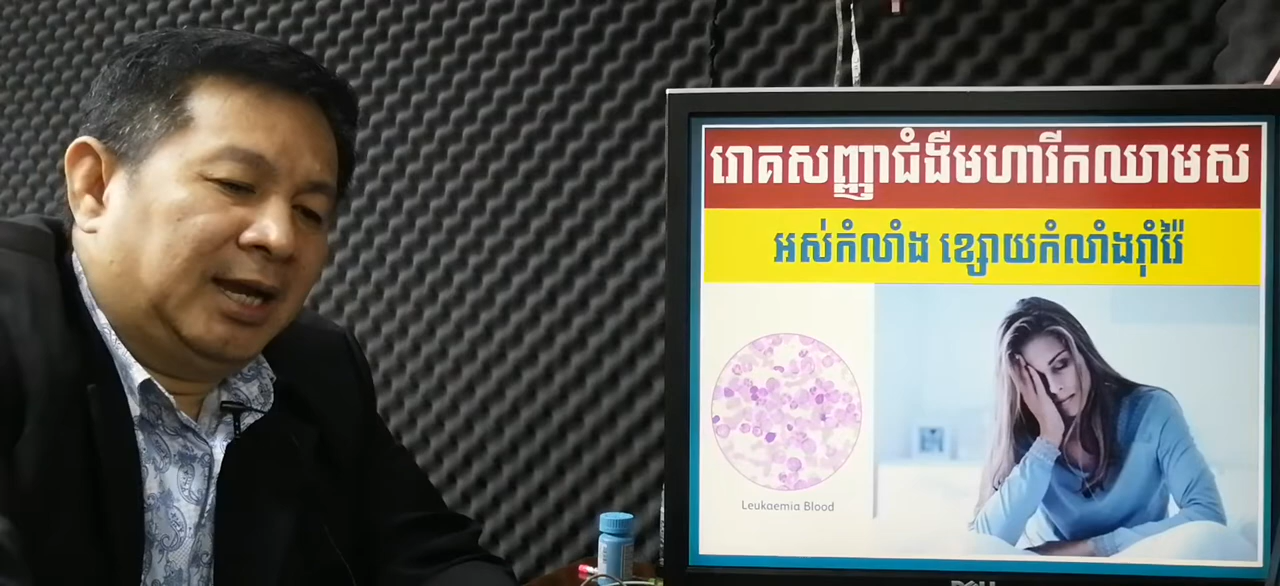 រោគសញ្ញាជំងឺមហារីកឈាមស
អស់កំលាំង ខ្សោយកំលាំងរ៉ាំរ៉ៃ
Leukaemia Blood